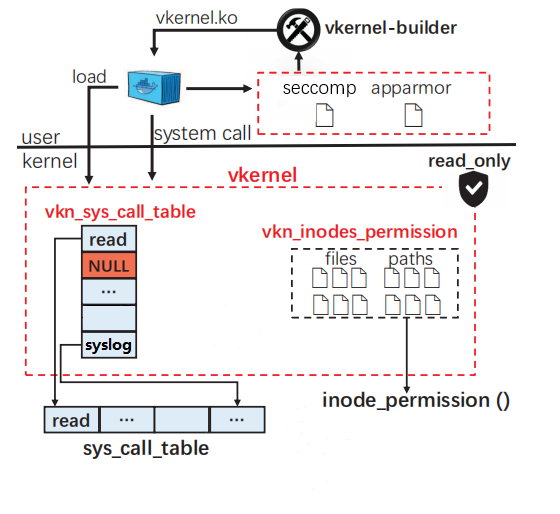 vkernel.ko
vkernel-builder
load
seccomp apparmor
user
system call
kernel
read_only
vkernel
vkn_sys_call_table
read
NULL
...
syslog
vkn_inodes_permission
files paths
inode_permission ()
read ... ...
sys_call_table